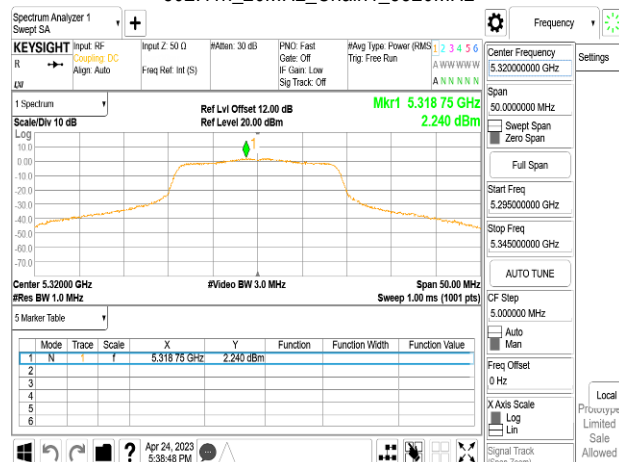 Spectrum Analyzer 1
Swept SA
KEYSIGHT
R
Input: RF
Coupling: DC
Align: Auto
Input Z: 50 Ω
Freq Ref: Int (S)
#Atten: 30 dB
PNO: Fast
Gate: Off
IF Gain: Low
Sig Track: Off
#Avg Type: Power (RMS
Trig: Free Run
1 2 3 4 5 6
A W W W W W
A N N N N N
1 Spectrum
Scale/Div 10 dB
Ref Lvl Offset 12.00 dB
Ref Level 20.00 dBm
Mkr1 5.318 75 GHz
2.240 dBm
Log
10.0
0.00
-10.0
-20.0
-30.0
-40.0
-50.0
-60.0
-70.0
1
Center 5.32000 GHz
#Res BW 1.0 MHz
#Video BW 3.0 MHz
Span 50.00 MHz
Sweep 1.00 ms (1001 pts)
5 Marker Table
Mode Trace Scale X Y Function Function Width Function Value
1 N 1 f 5.318 75 GHz 2.240 dBm
2
3
4
5
6
Apr 24, 2023
5:38:48 PM
Frequency
Settings
Center Frequency
5.320000000 GHz
Span
50.0000000 MHz
Swept Span
Zero Span
Full Span
Start Freq
5.295000000 GHz
Stop Freq
5.345000000 GHz
AUTO TUNE
CF Step
5.000000 MHz
Auto
Man
Freq Offset
0 Hz
X Axis Scale
Log
Lin
Signal Track
(Span Zoom)
Local
Prototype
Limited
Sale
Allowed